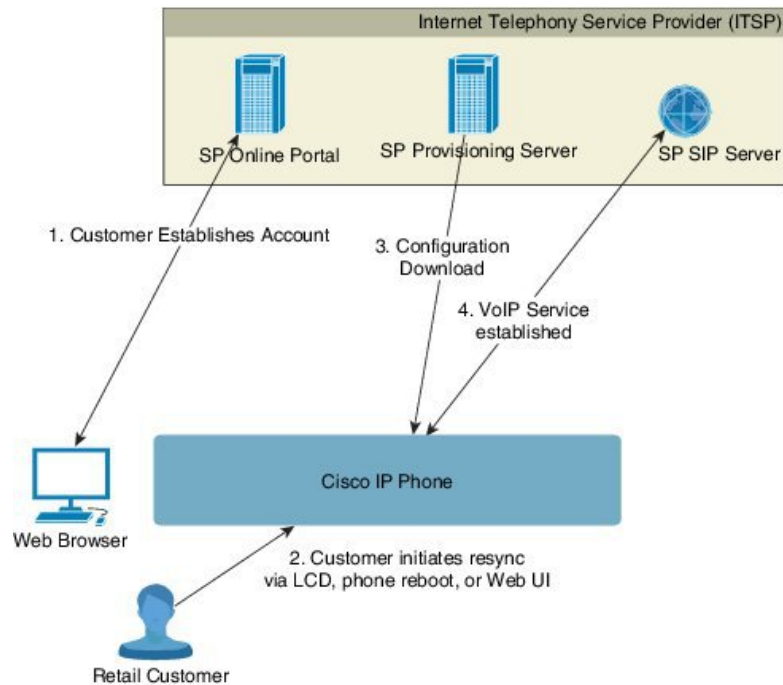 Internet Telephony Service Provider (ITSP)
SP Online Portal
SP Provisioning Server
SP SIP Server
1. Customer Establishes Account
3. Configuration
Download
4. VoIP Service
established
Cisco IP Phone
Web Browser
2. Customer initiates resync
via LCD, phone reboot, or Web UI
Retail Customer